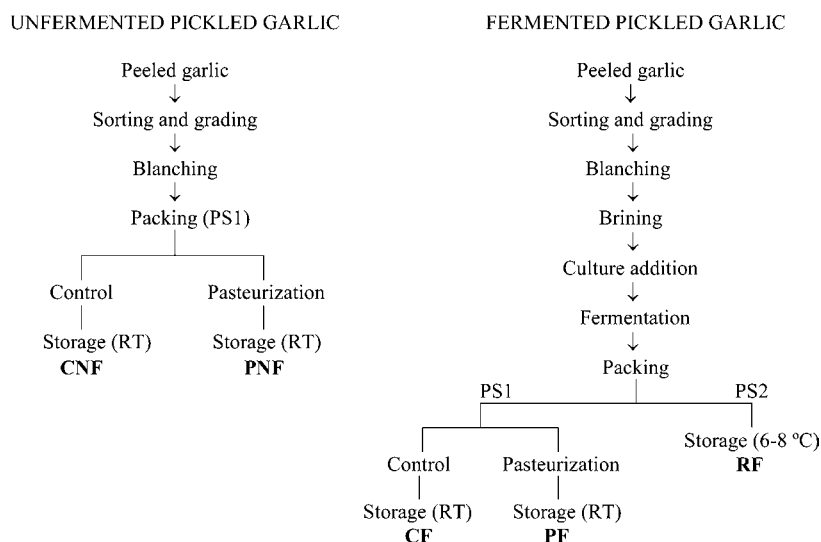 UNFERMENTED PICKLED GARLIC
Peeled garlic
Sorting and grading
Blanching
Packing (PS1)
Control
Pasteurization
Storage (RT)
CNF
Storage (RT)
PNF
FERMENTED PICKLED GARLIC
Peeled garlic
Sorting and grading
Blanching
Brining
Culture addition
Fermentation
Packing
PS1
PS2
Control
Pasteurization
Storage (RT)
CF
Storage (RT)
PF
Storage (6-8 ºC)
RF